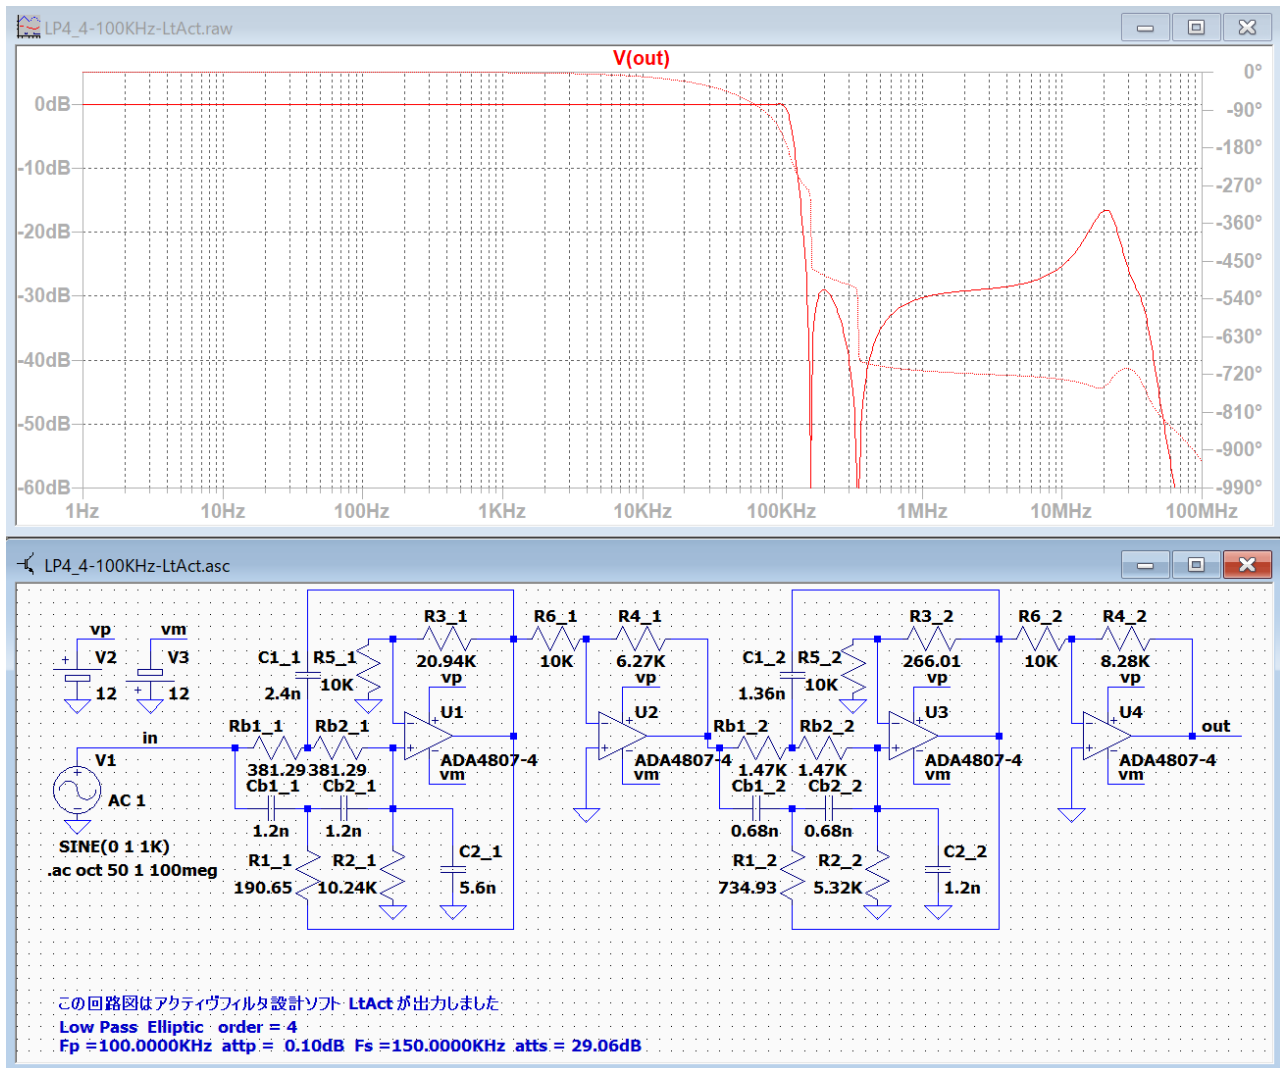 LP4_4-100KHz-LtAct.raw
V(out)
0dB
-10dB
-20dB
-30dB
-40dB
-50dB
-60dB
0°
-90°
-180°
-270°
-360°
-450°
-540°
-630°
-720°
-810°
-900°
-990°
1Hz 10Hz 100Hz 1KHz 10KHz 100KHz 1MHz 10MHz 100MHz
LP4_4-100KHz-LtAct.asc
vp
V2
12
vm
V3
12
in
V1
AC 1
SINE(0 1 1K)
.ac oct 50 1 100meg
C1_1
2.4n
R5_1
10K
R3_1
20.94K
vp
U1
ADA4807-4
vm
Rb1_1
381.29
Rb2_1
381.29
Cb1_1
1.2n
Cb2_1
1.2n
R1_1
190.65
R2_1
10.24K
C2_1
5.6n
R6_1
10K
R4_1
6.27K
vp
U2
ADA4807-4
vm
C1_2
1.36n
R5_2
10K
R3_2
266.01
vp
U3
ADA4807-4
vm
Rb1_2
1.47K
Rb2_2
1.47K
Cb1_2
0.68n
Cb2_2
0.68n
R1_2
734.93
R2_2
5.32K
C2_2
1.2n
R6_2
10K
R4_2
8.28K
vp
U4
ADA4807-4
vm
out
この回路図はアクティヴフィルタ設計ソフト LtAct が出力しました
Low Pass Elliptic order = 4
Fp =100.0000KHz attp = 0.10dB Fs =150.0000KHz atts = 29.06dB